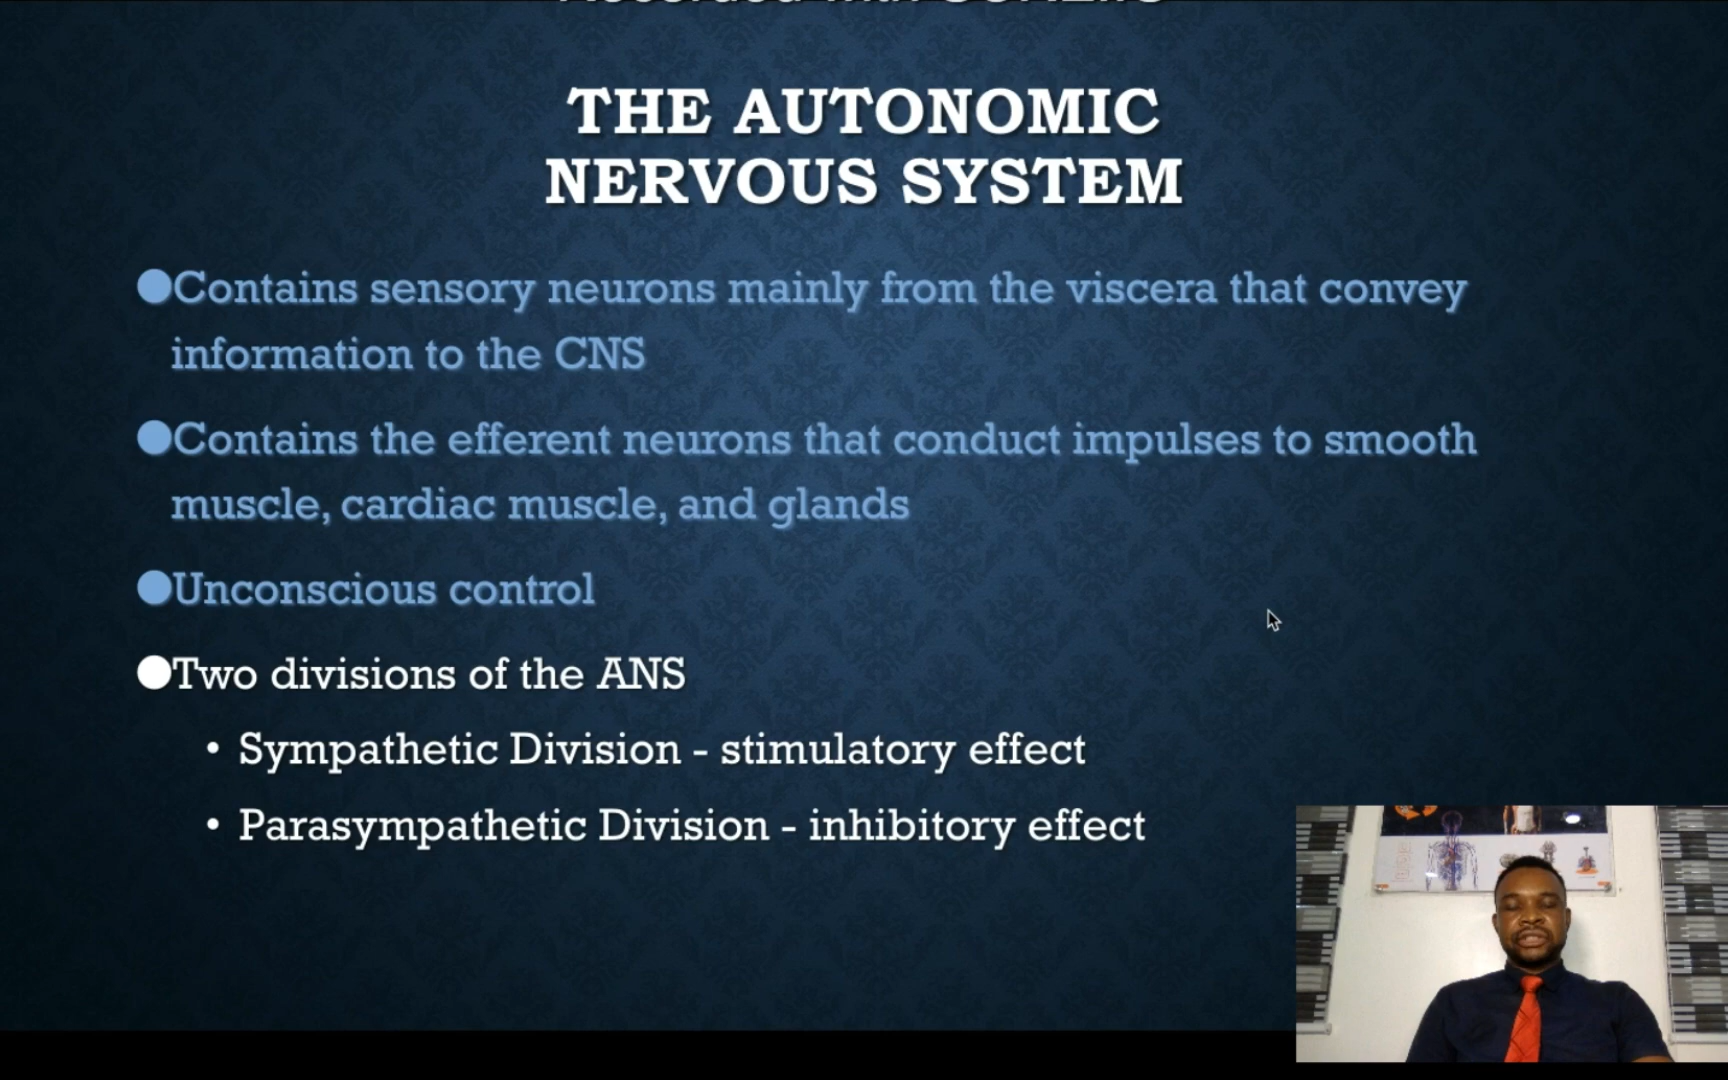 THE AUTONOMIC
NERVOUS SYSTEM
●Contains sensory neurons mainly from the viscera that convey
information to the CNS
●Contains the efferent neurons that conduct impulses to smooth
muscle, cardiac muscle, and glands
●Unconscious control
●Two divisions of the ANS
• Sympathetic Division - stimulatory effect
• Parasympathetic Division - inhibitory effect